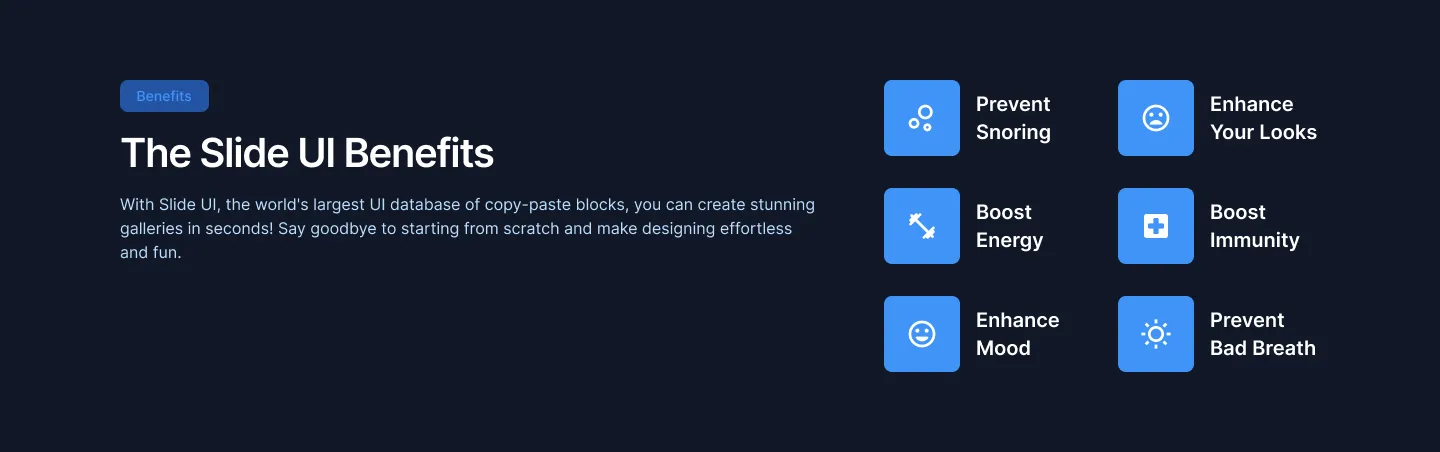 Benefits
The Slide UI Benefits
With Slide UI, the world's largest UI database of copy-paste blocks, you can create stunning
galleries in seconds! Say goodbye to starting from scratch and make designing effortless
and fun.
Prevent
Snoring
Enhance
Your Looks
Boost
Energy
Boost
Immunity
Enhance
Mood
Prevent
Bad Breath